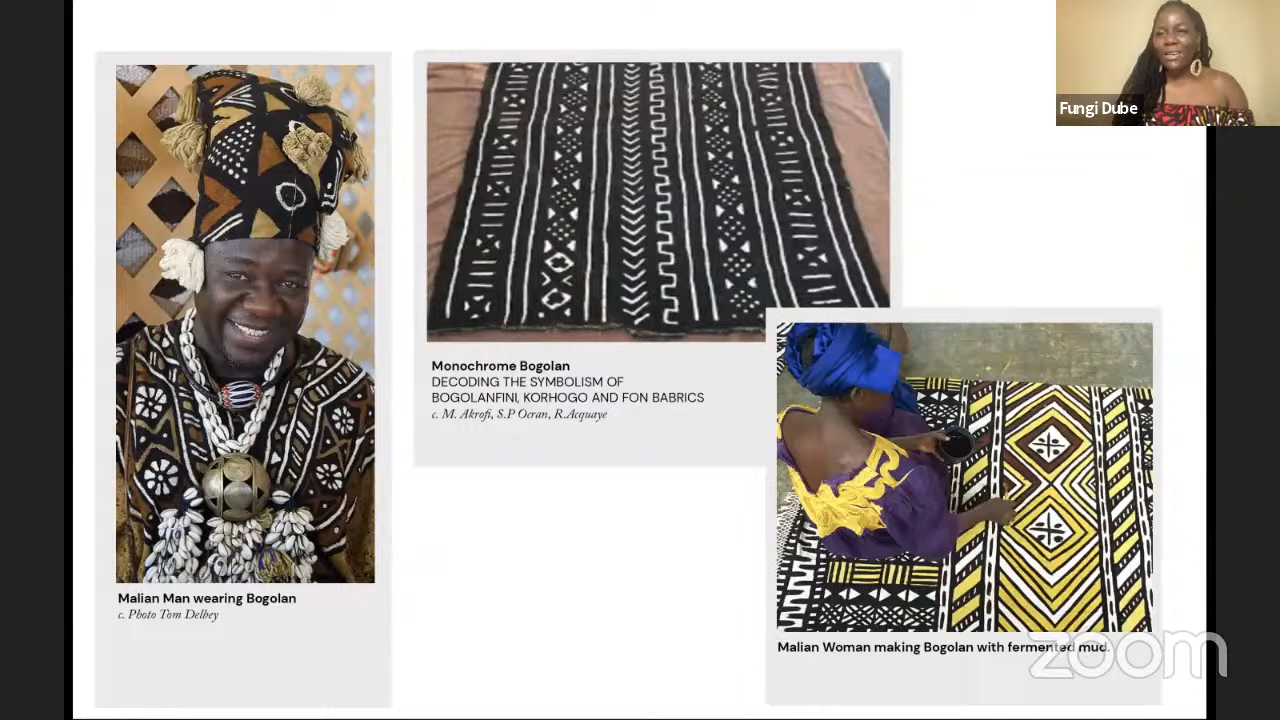 Fungi Dube
Monochrome Bogolan
DECODING THE SYMBOLISM OF
BOGOLANFINI, KORHOGO AND FON BABRICS
c. M. Akrofi, S.P Ocran, R.Acquaye
Malian Man wearing Bogolan
c. Photo Tom Delbey
Malian Woman making Bogolan with fermented mud.
zoom